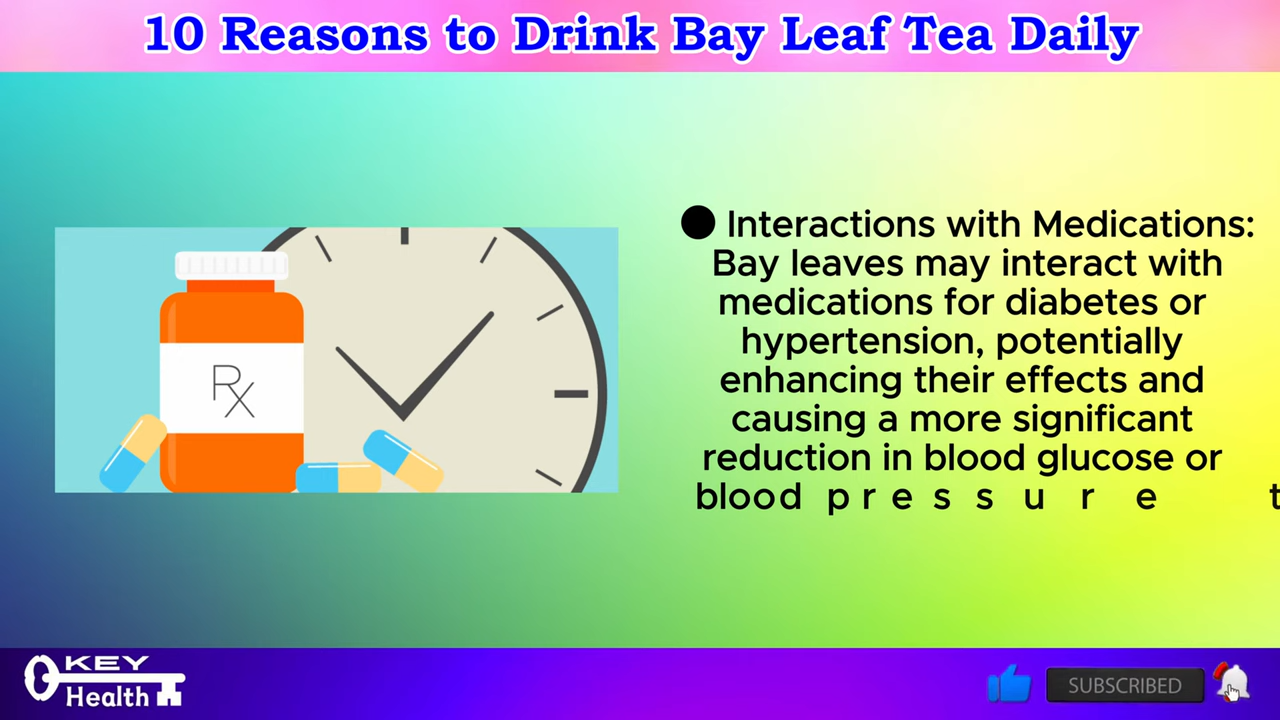 10 Reasons to Drink Bay Leaf Tea Daily
Rx
● Interactions with Medications:
Bay leaves may interact with
medications for diabetes or
hypertension, potentially
enhancing their effects and
causing a more significant
reduction in blood glucose or
blood pressure t
KEY
Health
SUBSCRIBED